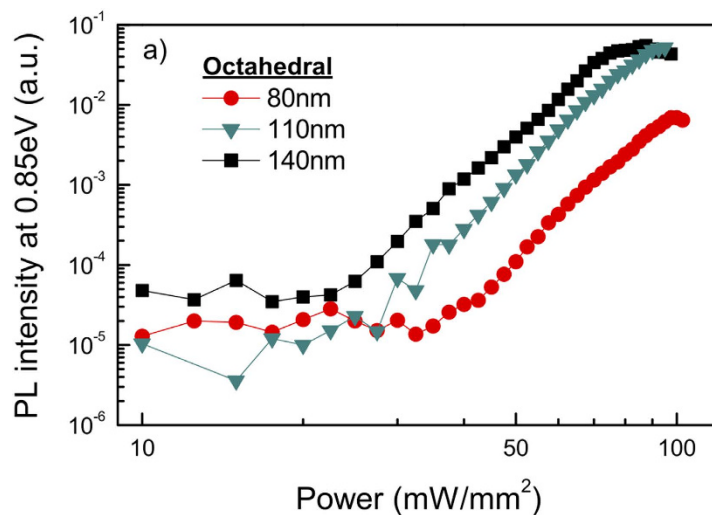 a)
Octahedral
80nm
110nm
140nm
PL intensity at 0.85eV (a.u.)
10⁻¹
10⁻²
10⁻³
10⁻⁴
10⁻⁵
10⁻⁶
10 50 100
Power (mW/mm²)